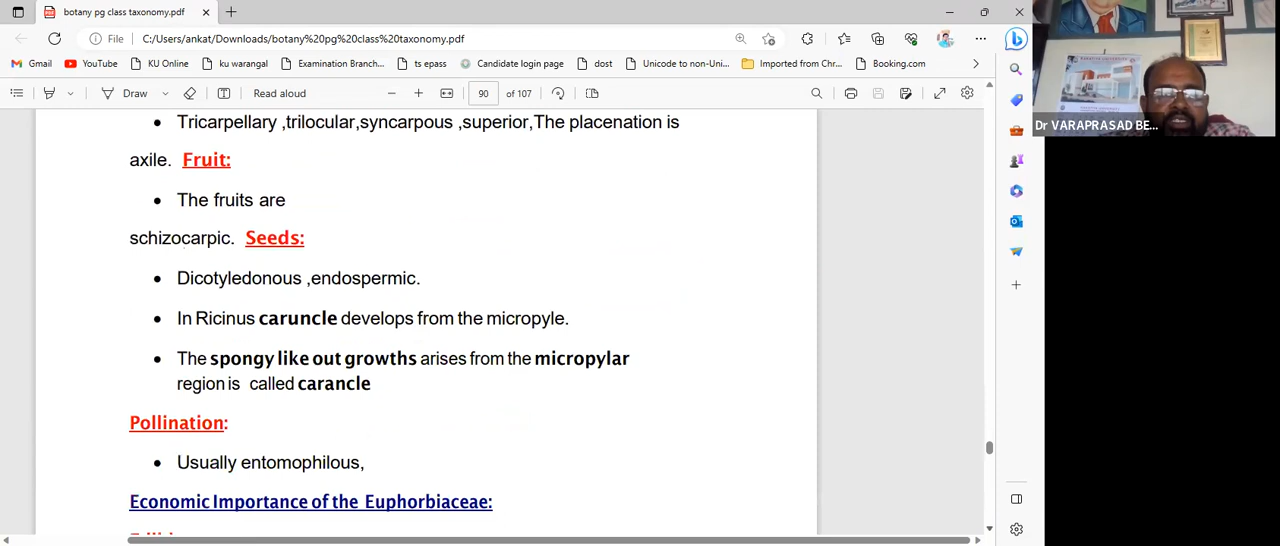 botany pg class taxonomy.pdf
File C:/Users/ankat/Downloads/botany%20pg%20class%20taxonomy.pdf
Gmail YouTube KU Online ku warangal Examination Branch... ts epass Candidate login page dost Unicode to non-Uni... Imported from Chr... Booking.com
Draw Read aloud 90 of 107
Dr VARAPRASAD BE...
• Tricarpellary ,trilocular,syncarpous ,superior,The placenation is
axile. Fruit:
• The fruits are
schizocarpic. Seeds:
• Dicotyledonous ,endospermic.
• In Ricinus caruncle develops from the micropyle.
• The spongy like out growths arises from the micropylar
region is called carancle
Pollination:
• Usually entomophilous,
Economic Importance of the Euphorbiaceae: